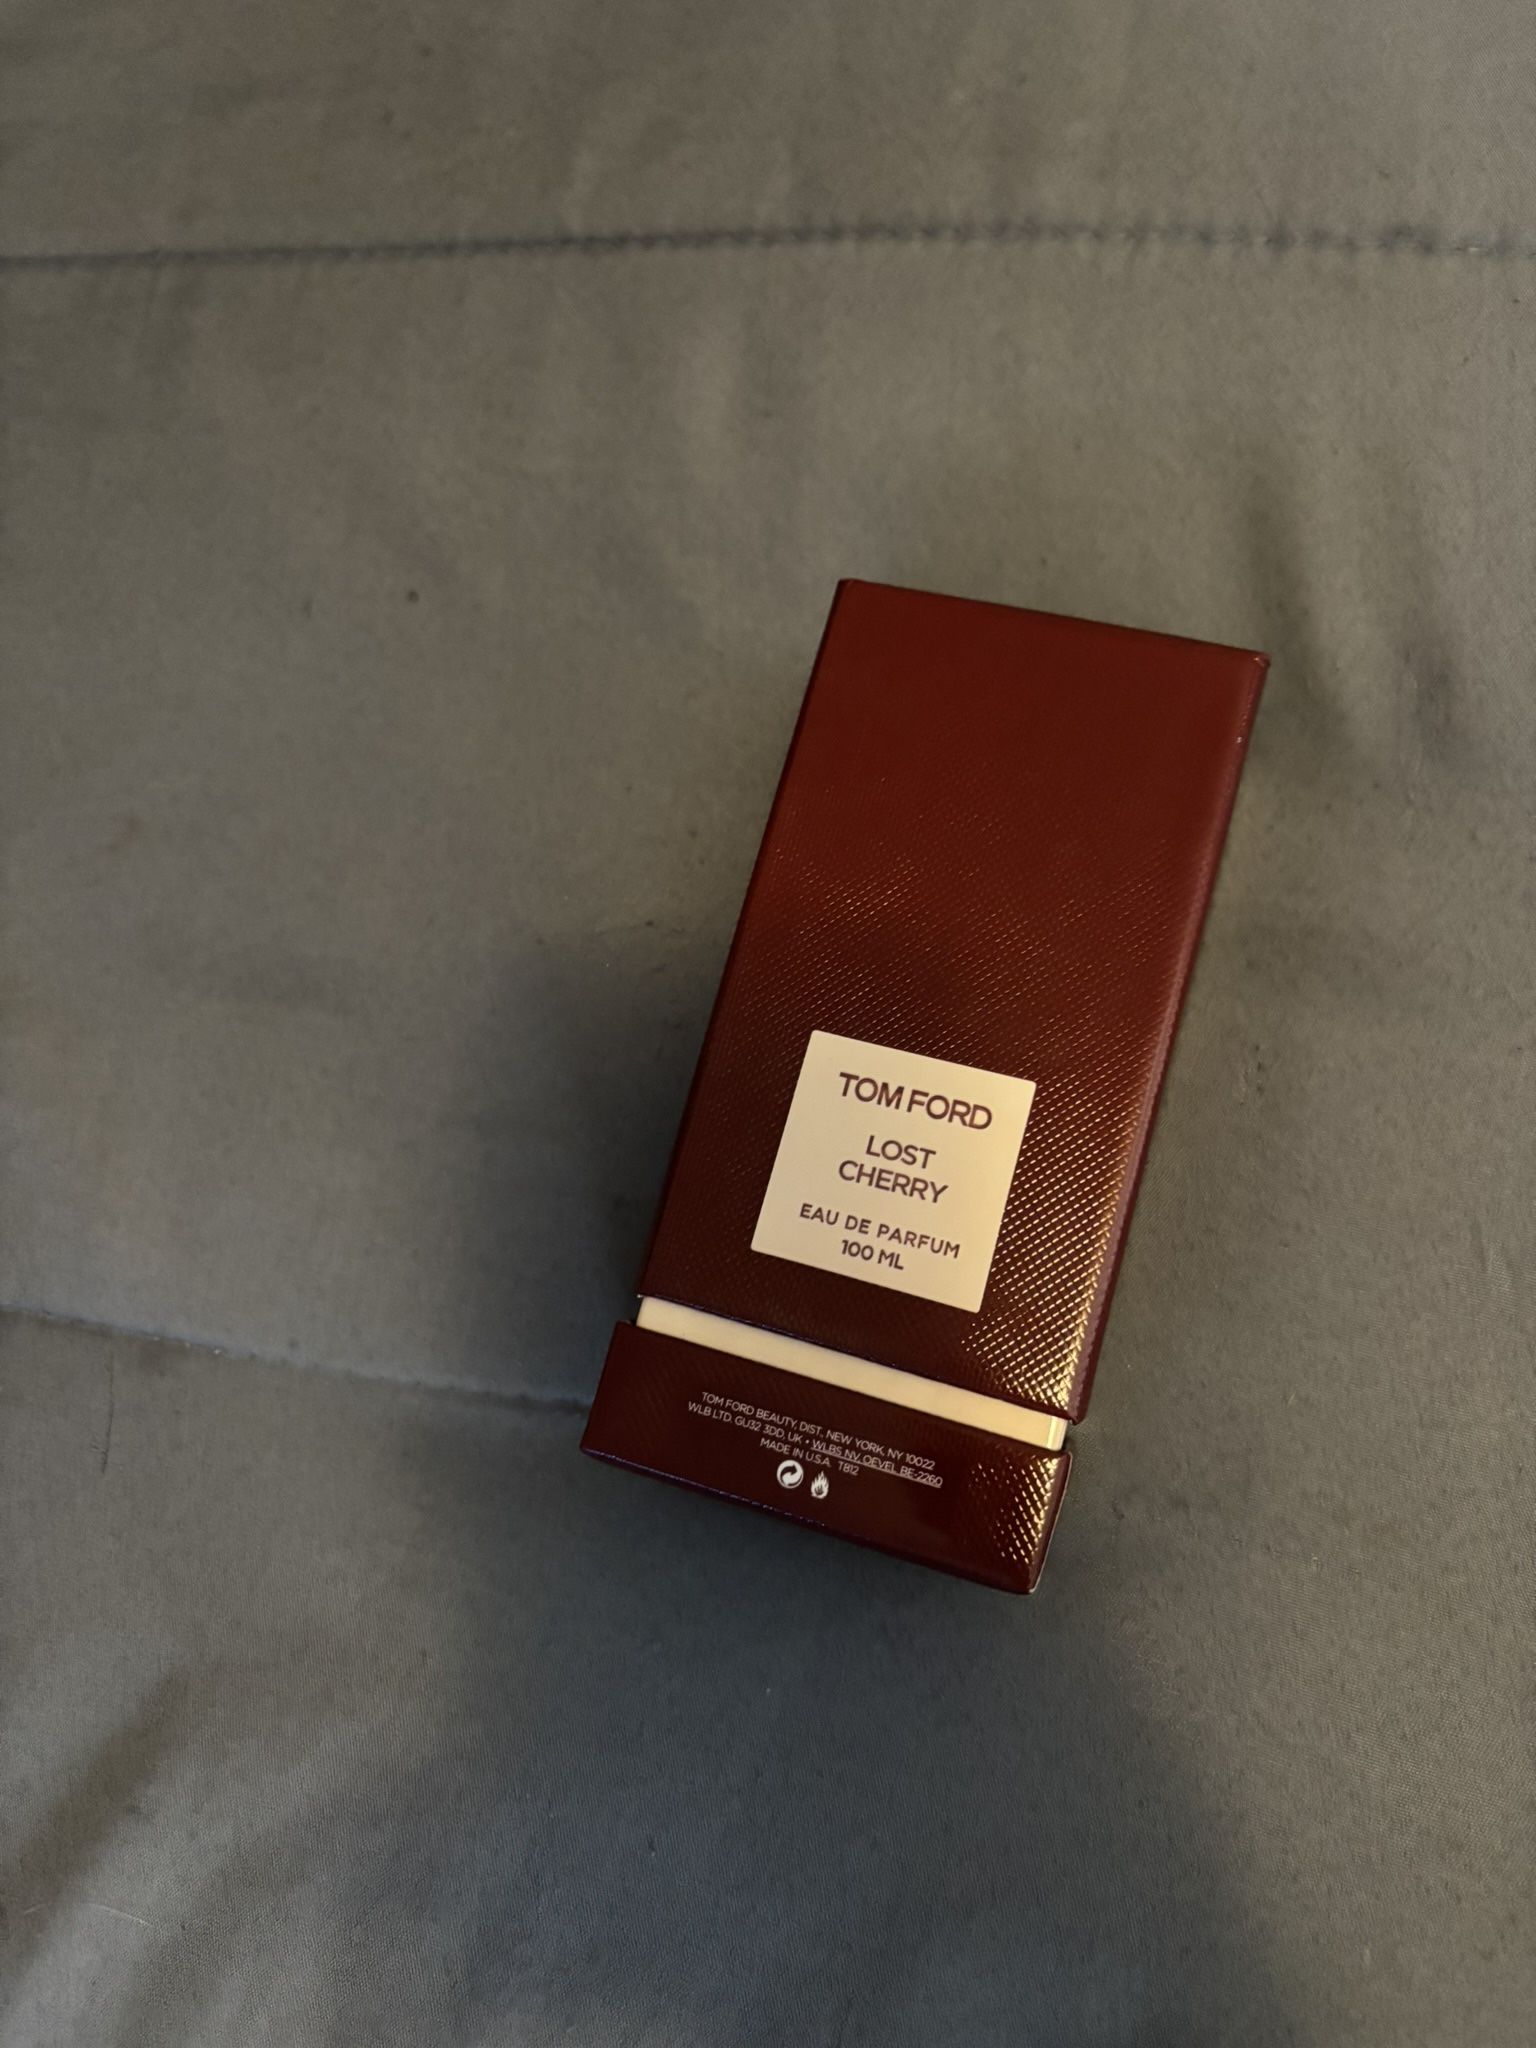 TOM FORD
LOST
CHERRY
EAU DE PARFUM
100 ML
TOM FORD BEAUTY, DIST. NEW YORK, NY 10022
WLB LTD. GU32 3DD. UK • WLBS NV, OEVEL BE-2260
MADE IN U.S.A. T812